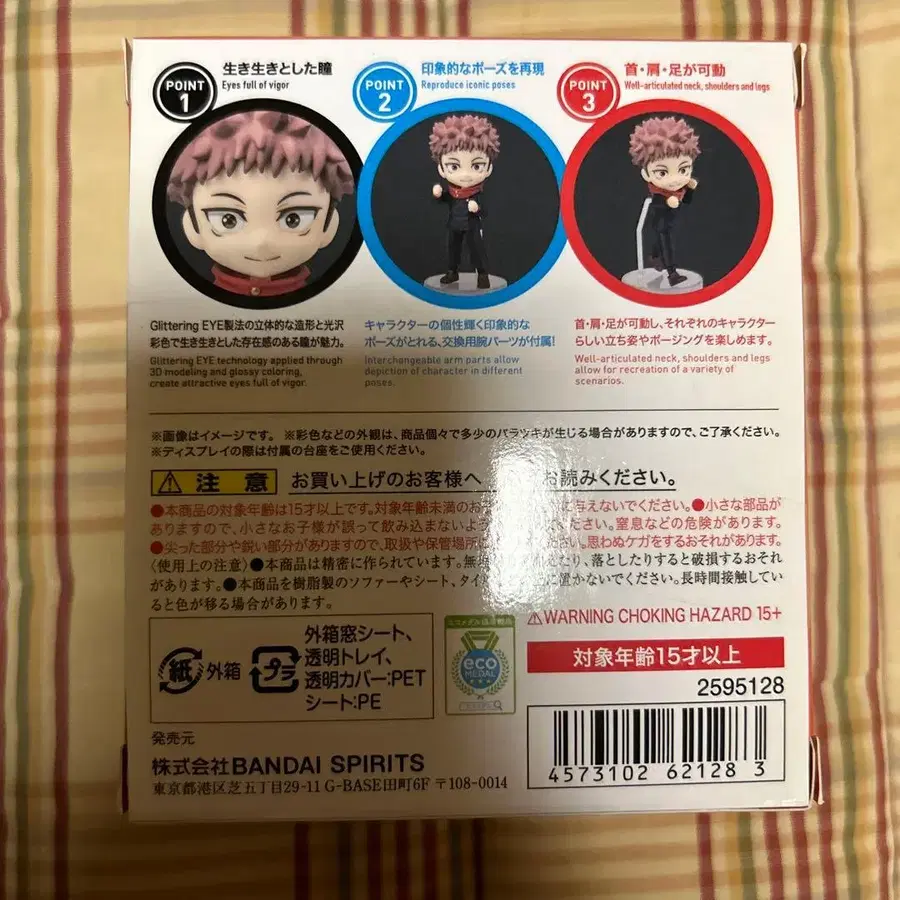 POINT
1
生き生きとした瞳
Eyes full of vigor
Glittering EYE製法の立体的な造形と光沢
彩色で生き生きとした存在感のある瞳が魅力。
Glittering EYE technology applied through
3D modeling and glossy coloring,
create attractive eyes full of vigor.
POINT
2
印象的なポーズを再現
Reproduce iconic poses
キャラクターの個性輝く印象的な
ポーズがとれる、交換用腕パーツが付属!
Interchangeable arm parts allow
depiction of character in different
poses.
POINT
3
首・肩・足が可動
Well-articulated neck, shoulders and legs
首・肩・足が可動し、それぞれのキャラクター
らしい立ち姿やポージングを楽しめます。
Well-articulated neck, shoulders and legs
allow for recreation of a variety of
scenarios.
※画像はイメージです。 ※彩色などの外観は、商品個々で多少のバラツキが生じる場合がありますので、ご了承ください。
※ディスプレイの際は付属の台座をご使用ください。
注意 お買い上げのお客様へ お読みください。
●本商品の対象年齢は15才以上です。対象年齢未満のお 与えないでください。●小さな部品が
ありますので、小さなお子様が誤って飲み込まないよう ください。窒息などの危険があります。
●尖った部分や鋭い部分がありますので、取扱や保管場所に ください。思わぬケガをするおそれがあります。
〈使用上の注意〉●本商品は精密に作られています。無 たり、落としたりすると破損するおそれ
があります。●本商品を樹脂製のソファーやシート、タイ に置かないでください。長時間接触してい
ると色が移る場合があります。
⚠WARNING CHOKING HAZARD 15+
紙 外箱
プラ
外箱窓シート、
透明トレイ、
透明カバー:PET
シート:PE
eco
MEDAL
対象年齢15才以上
2595128
4573102 62128 3
発売元
株式会社BANDAI SPIRITS
東京都港区芝五丁目29-11 G-BASE田町6F 〒108-0014